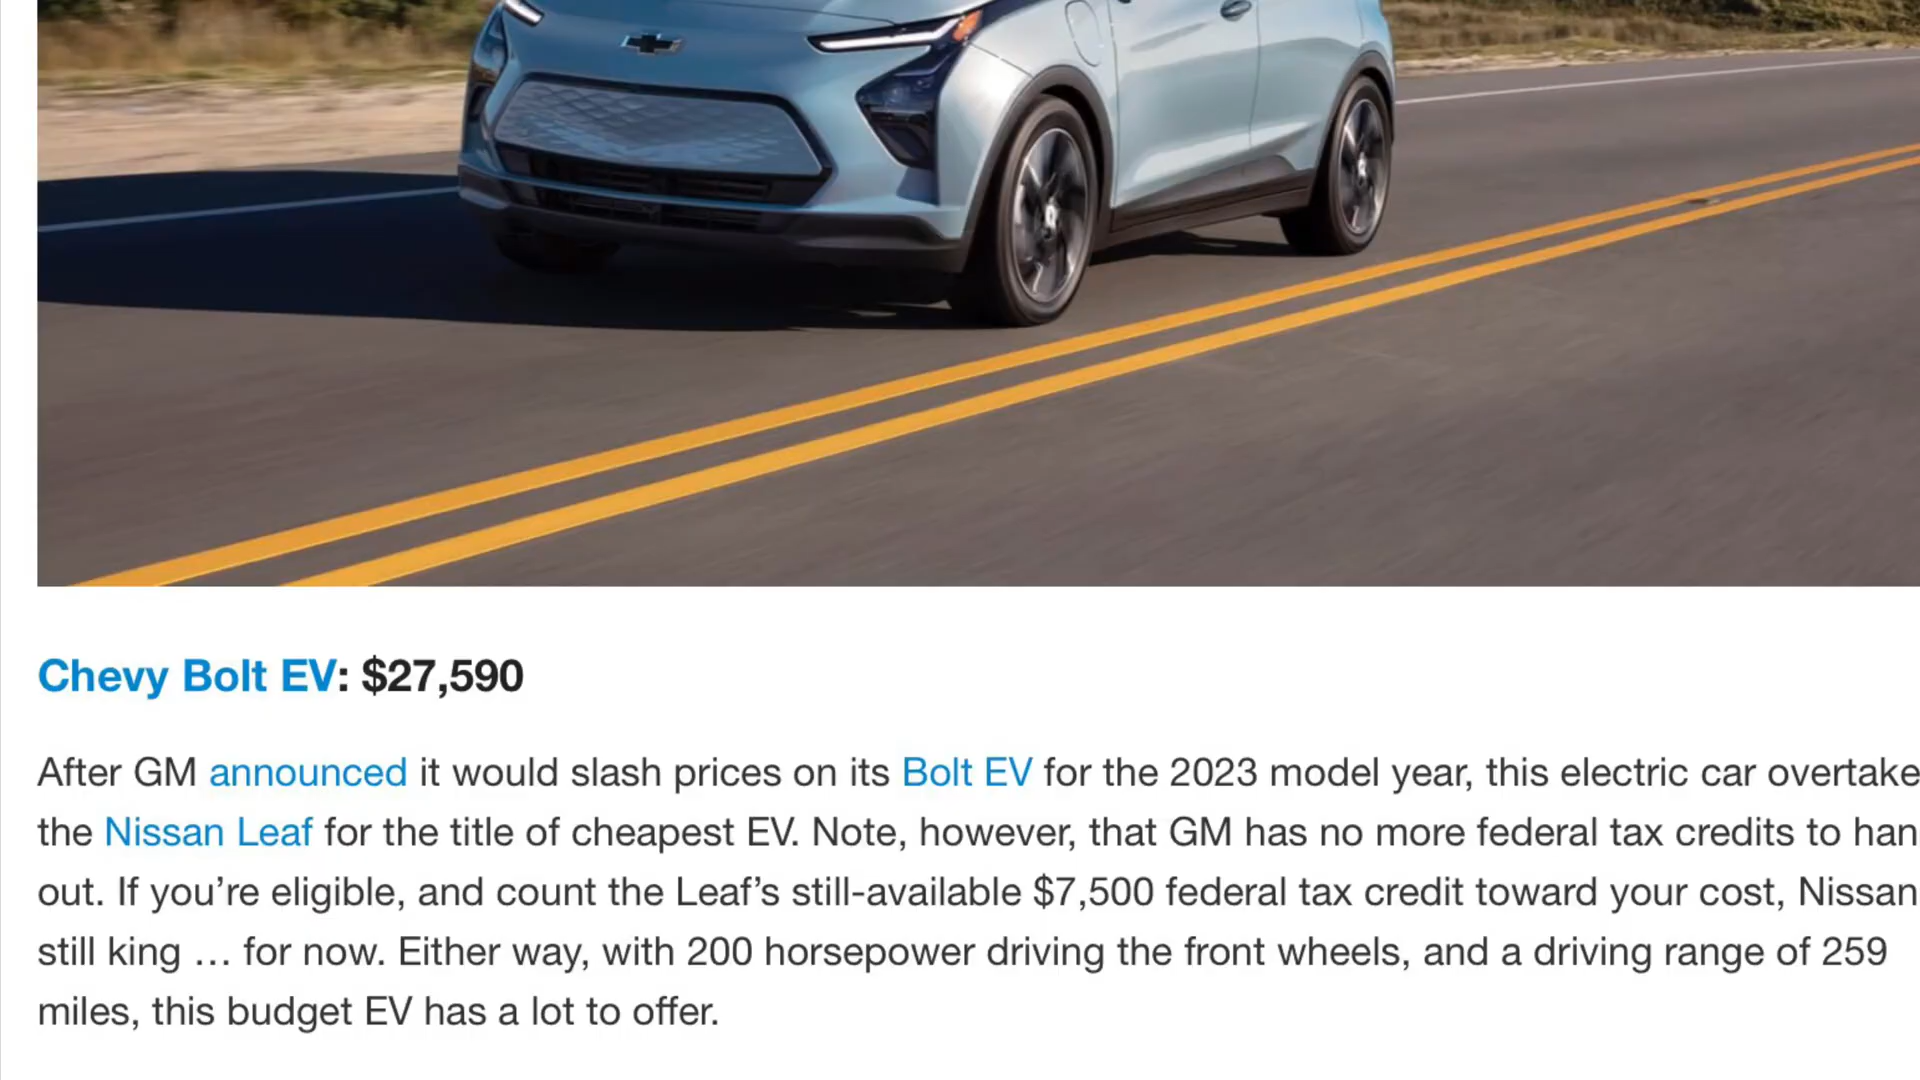 Chevy Bolt EV: $27,590
After GM announced it would slash prices on its Bolt EV for the 2023 model year, this electric car overtake
the Nissan Leaf for the title of cheapest EV. Note, however, that GM has no more federal tax credits to han
out. If you’re eligible, and count the Leaf’s still-available $7,500 federal tax credit toward your cost, Nissan
still king … for now. Either way, with 200 horsepower driving the front wheels, and a driving range of 259
miles, this budget EV has a lot to offer.